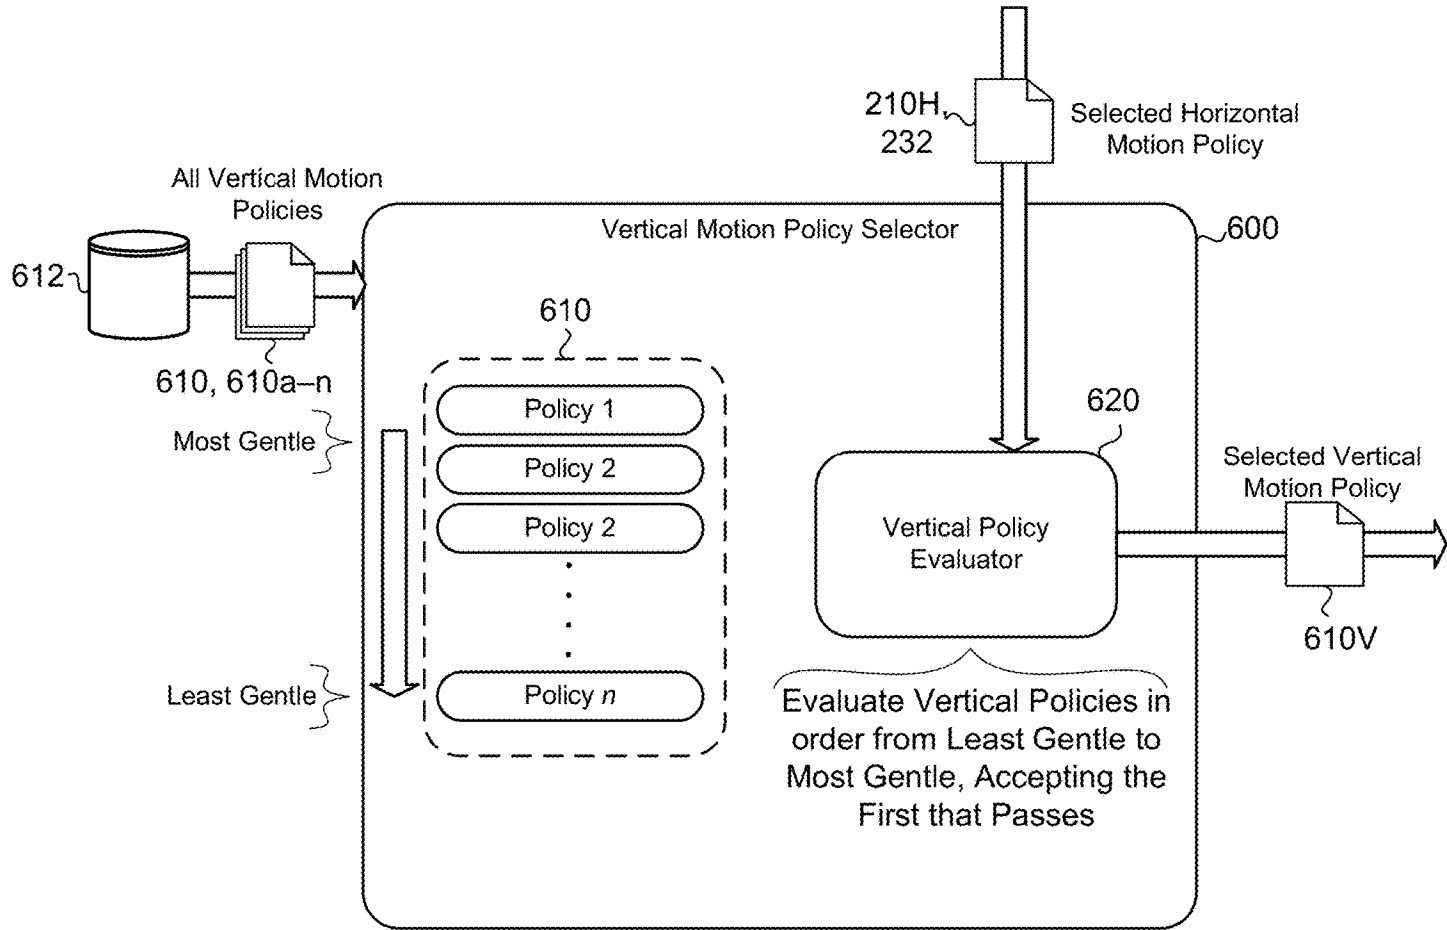 210H,
232
Selected Horizontal
Motion Policy
All Vertical Motion
Policies
Vertical Motion Policy Selector
600
612
610, 610a–n
610
Most Gentle
Policy 1
Policy 2
Policy 2
Least Gentle
Policy n
620
Vertical Policy
Evaluator
Selected Vertical
Motion Policy
610V
Evaluate Vertical Policies in
order from Least Gentle to
Most Gentle, Accepting the
First that Passes